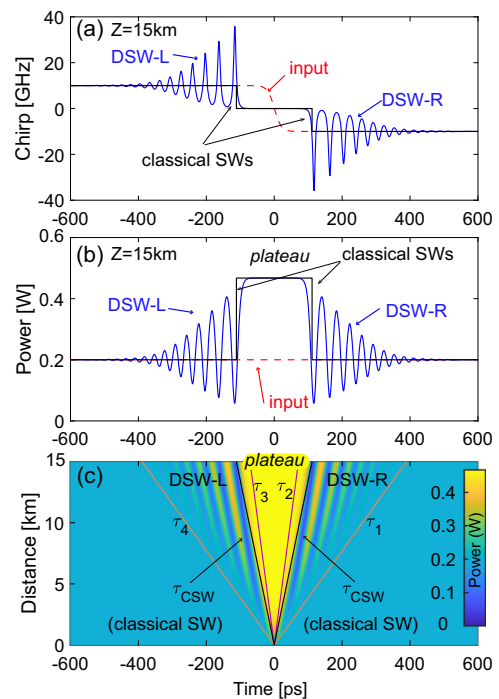 (a) Z=15km
DSW-L
input
DSW-R
classical SWs
Chirp [GHz]
40
20
0
-20
-40
-600 -400 -200 0 200 400 600
(b) Z=15km
plateau
classical SWs
DSW-L
DSW-R
input
Power [W]
0.6
0.4
0.2
0
-600 -400 -200 0 200 400 600
(c)
plateau
DSW-L
τ3 τ2
DSW-R
τ4
τ1
τCSW
τCSW
(classical SW)
(classical SW)
Distance [km]
15
10
5
0
-600 -400 -200 0 200 400 600
Time [ps]
Power (W)
0.4
0.3
0.2
0.1
0